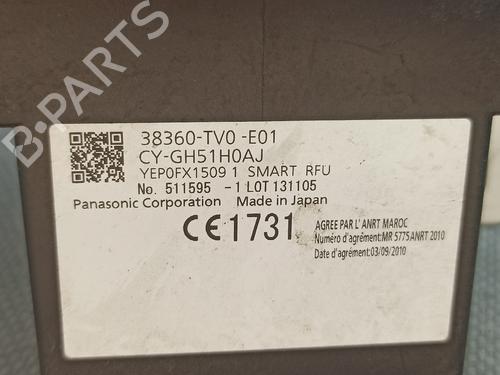 B-PARTS
38360-TV0 -E01
CY-GH51H0AJ
YEP0FX1509 1 SMART RFU
No. 511595 -1 LOT 131105
Panasonic Corporation Made in Japan
CE1731
AGREE PAR L' ANRT MAROC
Numéro d'agrément:MR 5775ANRT 2010
Date d'agrément:03/09/2010